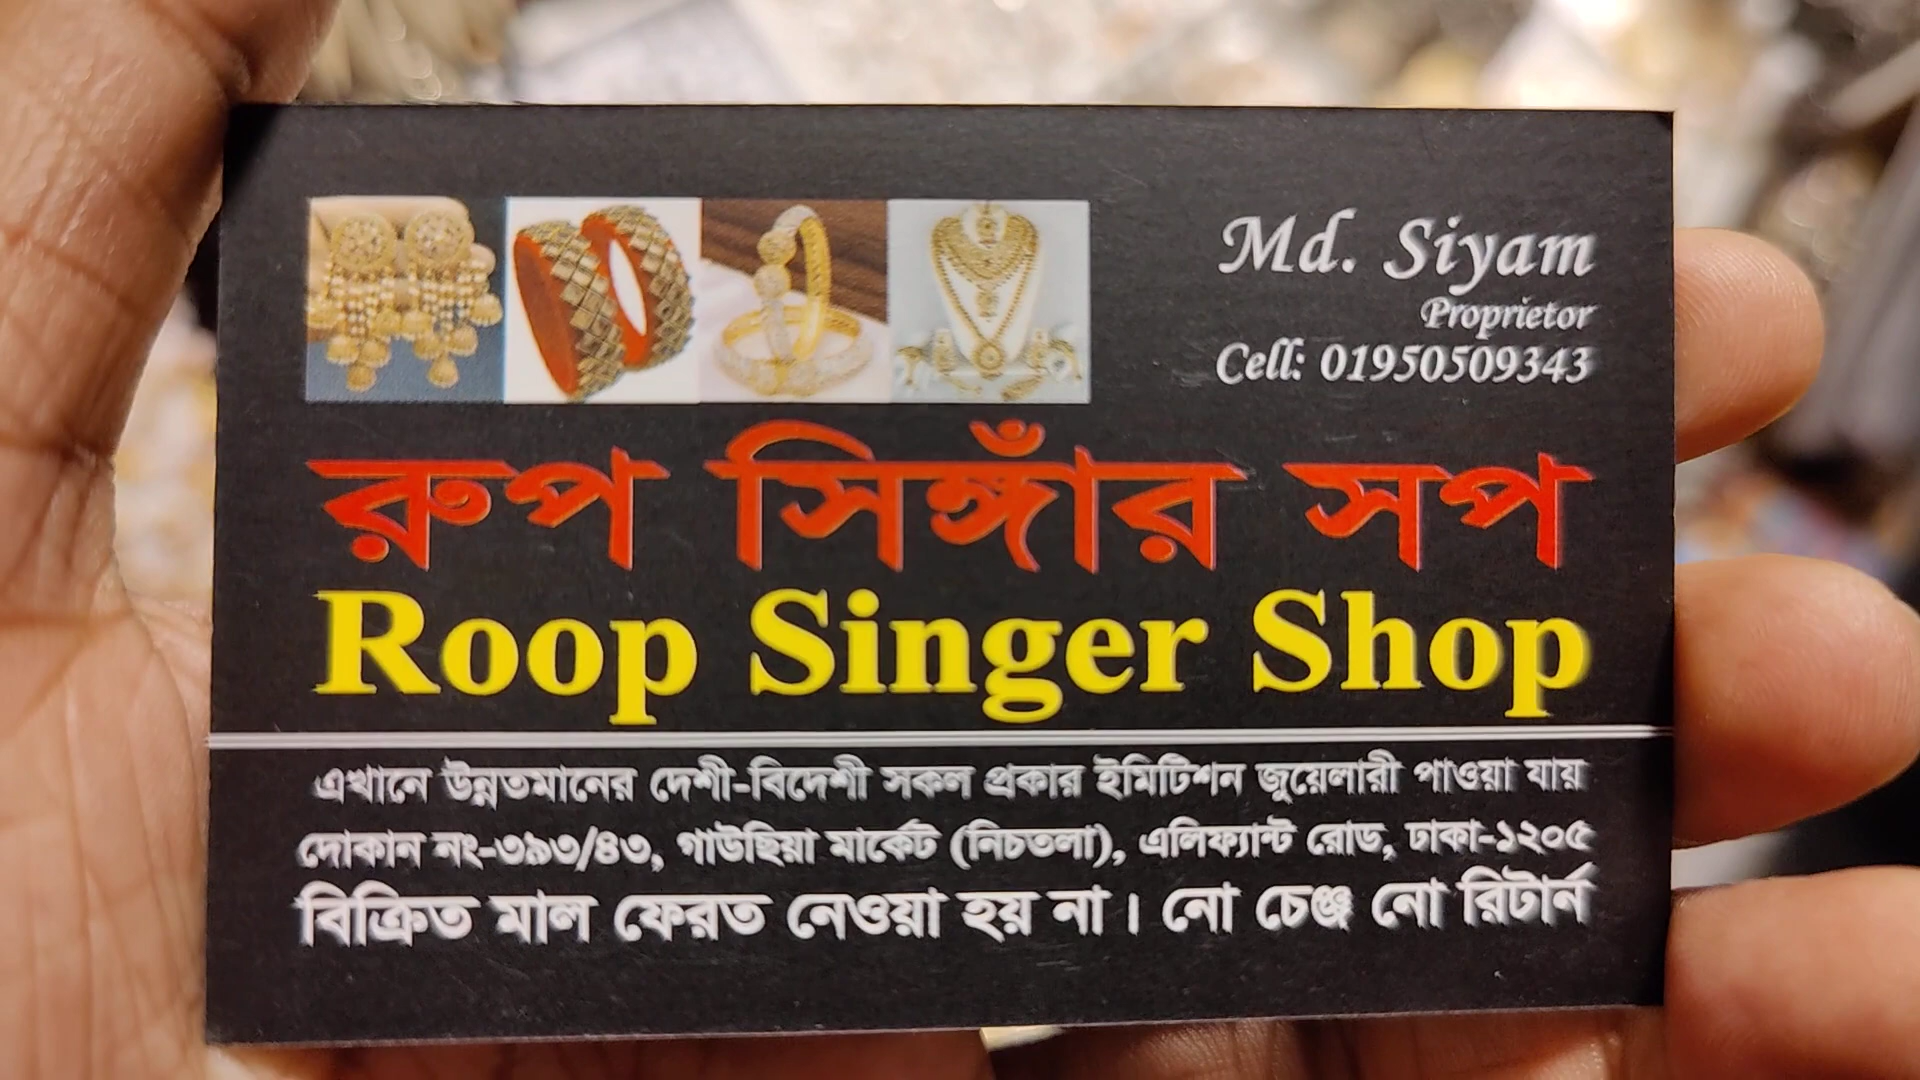 Md. Siyam
Proprietor
Cell: 01950509343
রুপ সিঙ্গাঁর সপ
Roop Singer Shop
এখানে উন্নতমানের দেশী-বিদেশী সকল প্রকার ইমিটিশন জুয়েলারী পাওয়া যায়
দোকান নং-৩৯৩/৪৩, গাউছিয়া মার্কেট (নিচতলা), এলিফ্যান্ট রোড, ঢাকা-১২০৫
বিক্রিত মাল ফেরত নেওয়া হয় না । নো চেঞ্জ নো রিটার্ন